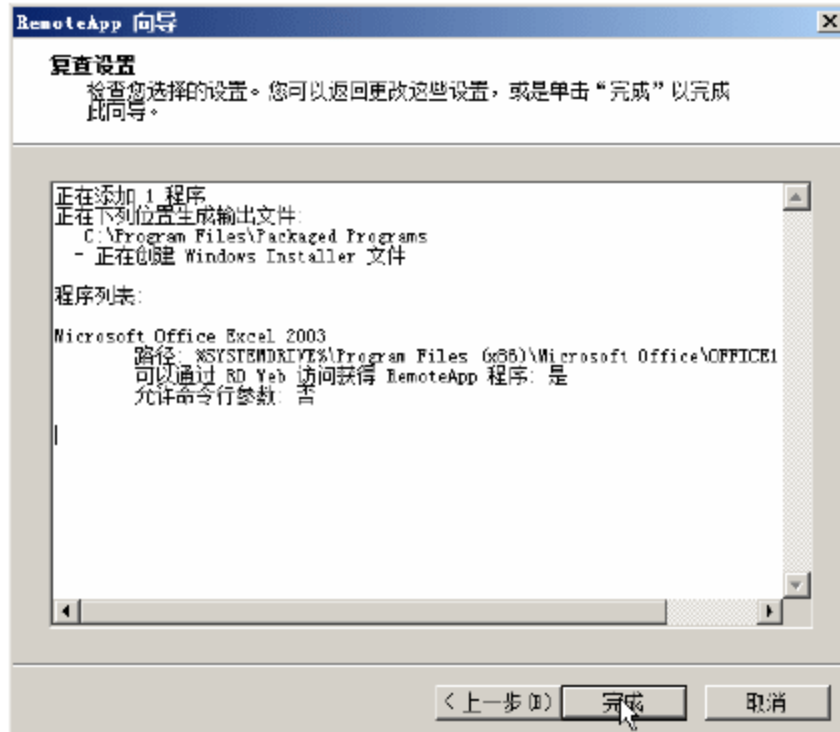 RemoteApp 向导
复查设置
检查您选择的设置。您可以返回更改这些设置，或是单击“完成”以完成
此向导。
正在添加 1 程序
正在下列位置生成输出文件:
C:\Program Files\Packaged Programs
- 正在创建 Windows Installer 文件
程序列表:
Microsoft Office Excel 2003
路径: %SYSTEMDRIVE%\Program Files (x86)\Microsoft Office\OFFICE1
可以通过 RD Web 访问获得 RemoteApp 程序: 是
允许命令行参数: 否
< 上一步(B)
完成
取消